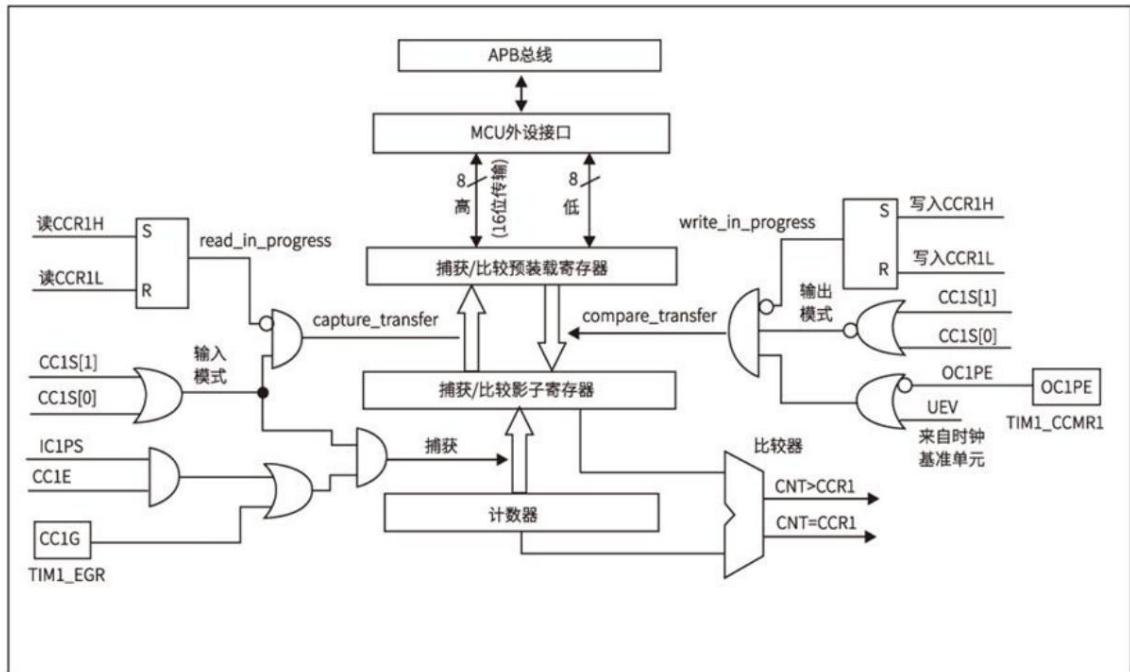 APB总线
MCU外设接口
8
高
(16位传输)
8
低
读CCR1H
S
读CCR1L
R
read_in_progress
write_in_progress
S
写入CCR1H
R
写入CCR1L
捕获/比较预装载寄存器
capture_transfer
compare_transfer
输出
模式
CC1S[1]
CC1S[0]
CC1S[1]
CC1S[0]
输入
模式
捕获/比较影子寄存器
OC1PE
OC1PE
UEV
TIM1_CCMR1
来自时钟
基准单元
IC1PS
CC1E
捕获
比较器
CNT>CCR1
计数器
CNT=CCR1
CC1G
TIM1_EGR